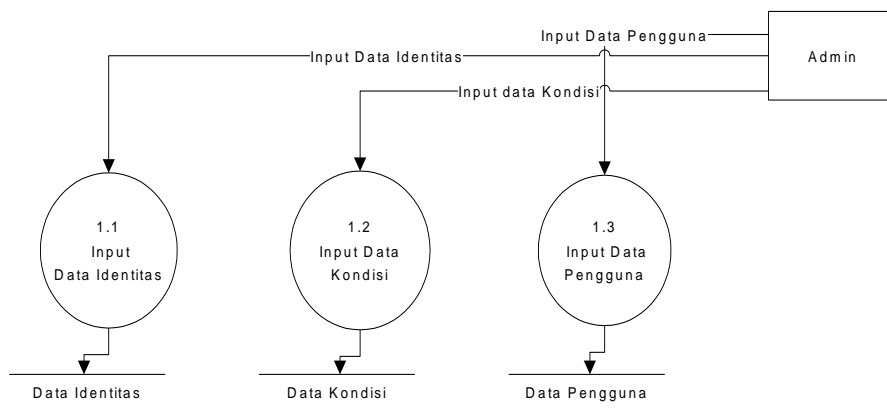 Input Data Pengguna
Admin
Input Data Identitas
Input data Kondisi
1.1
Input
Data Identitas
1.2
Input Data
Kondisi
1.3
Input Data
Pengguna
Data Identitas
Data Kondisi
Data Pengguna